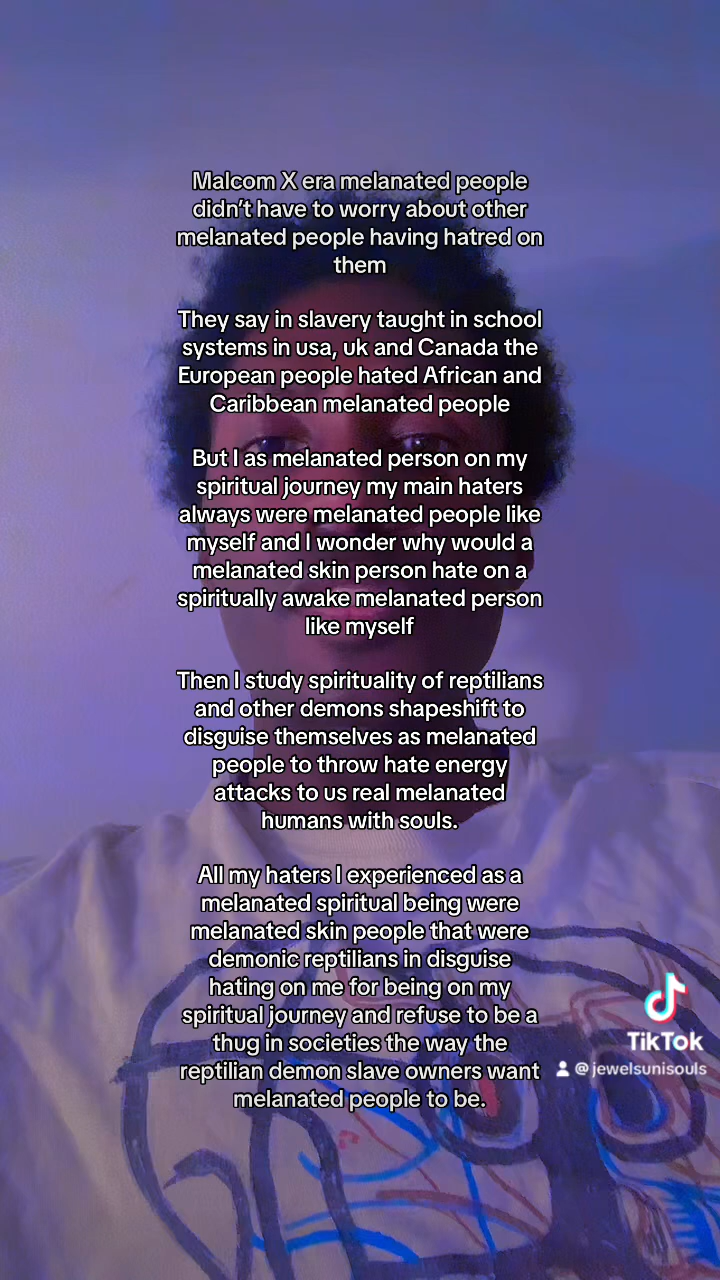 Malcom X era melanated people
didn't have to worry about other
melanated people having hatred on
them
They say in slavery taught in school
systems in usa, uk and Canada the
European people hated African and
Caribbean melanated people
But I as melanated person on my
spiritual journey my main haters
always were melanated people like
myself and I wonder why would a
melanated skin person hate on a
spiritually awake melanated person
like myself
Then I study spirituality of reptilians
and other demons shapeshift to
disguise themselves as melanated
people to throw hate energy
attacks to us real melanated
humans with souls.
All my haters I experienced as a
melanated spiritual being were
melanated skin people that were
demonic reptilians in disguise
hating on me for being on my
spiritual journey and refuse to be a
thug in societies the way the
reptilian demon slave owners want
melanated people to be.
TikTok
@jewelsunisouls